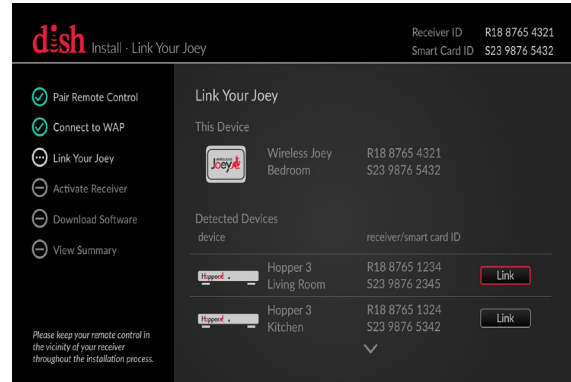 dish Install · Link Your Joey
Receiver ID R18 8765 4321
Smart Card ID S23 9876 5432
Pair Remote Control
Connect to WAP
Link Your Joey
Activate Receiver
Download Software
View Summary
Please keep your remote control in
the vicinity of your receiver
throughout the installation process.
Link Your Joey
This Device
WIRELESS
Joey
Wireless Joey R18 8765 4321
Bedroom S23 9876 5432
Detected Devices
device receiver/smart card ID
Hopper
Hopper 3 R18 8765 1234
Living Room S23 9876 2345
Link
Hopper
Hopper 3 R18 8765 1324
Kitchen S23 9876 5342
Link